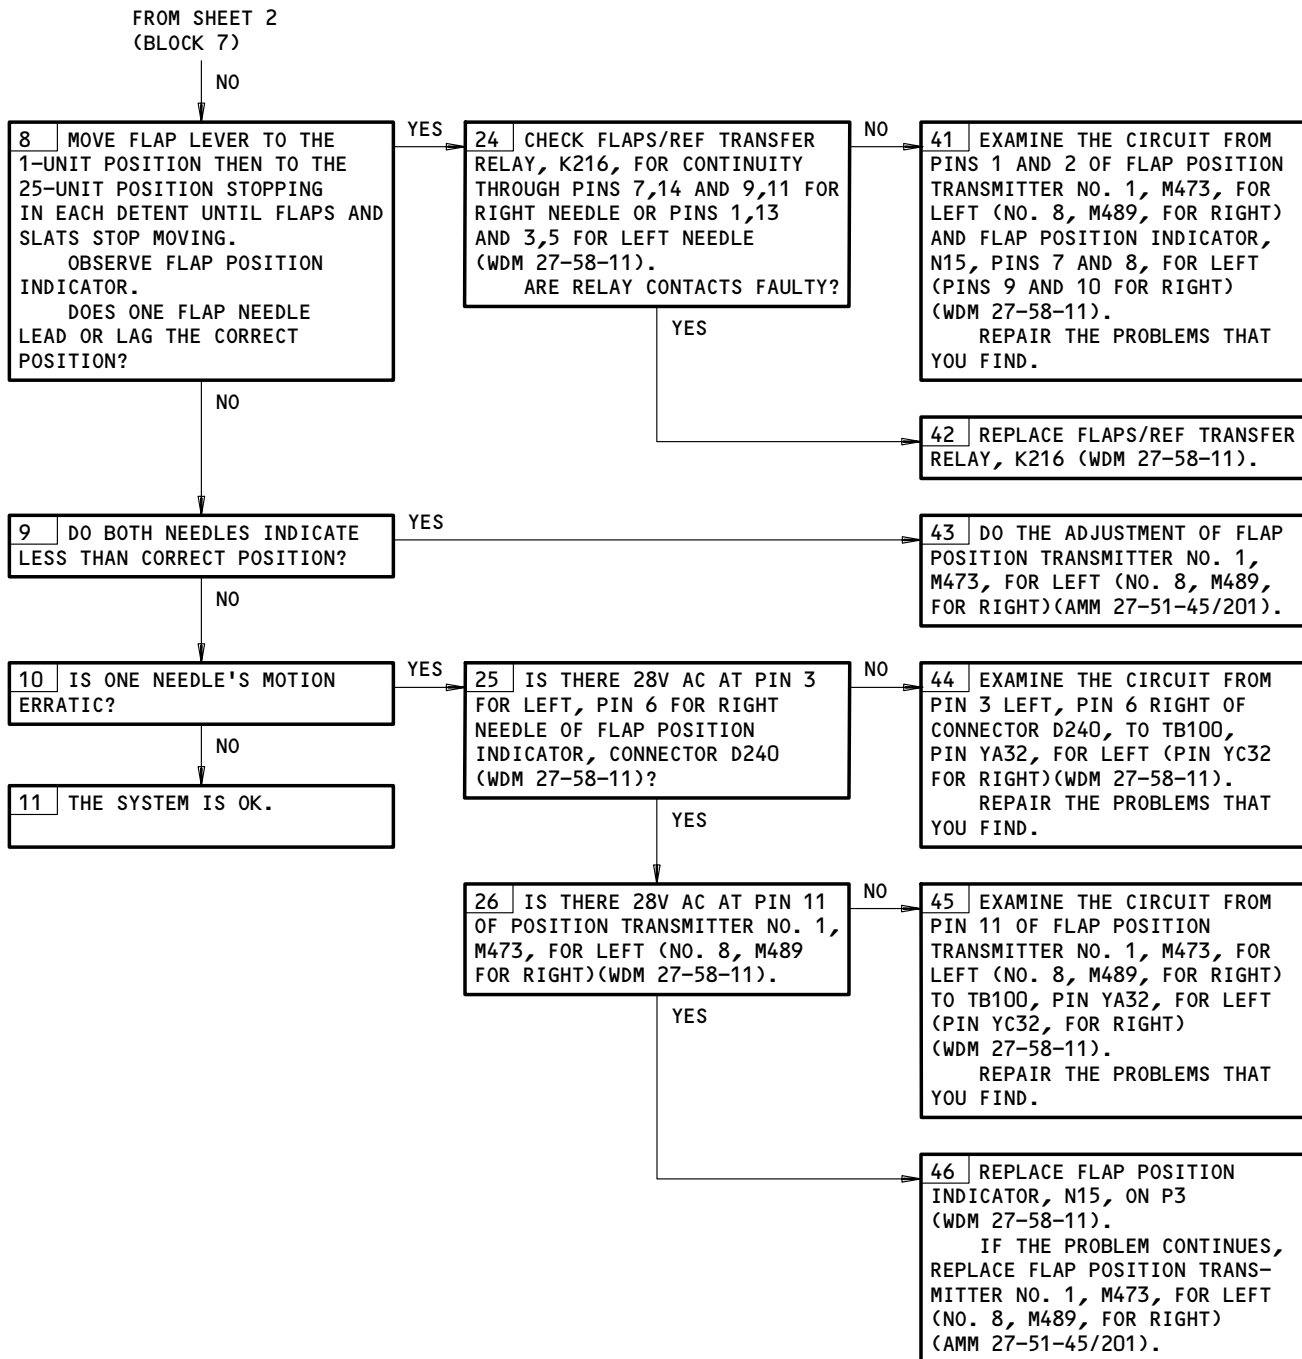 FROM SHEET 2
(BLOCK 7)
NO
8 MOVE FLAP LEVER TO THE
1-UNIT POSITION THEN TO THE
25-UNIT POSITION STOPPING
IN EACH DETENT UNTIL FLAPS AND
SLATS STOP MOVING.
OBSERVE FLAP POSITION
INDICATOR.
DOES ONE FLAP NEEDLE
LEAD OR LAG THE CORRECT
POSITION?
YES
24 CHECK FLAPS/REF TRANSFER
RELAY, K216, FOR CONTINUITY
THROUGH PINS 7,14 AND 9,11 FOR
RIGHT NEEDLE OR PINS 1,13
AND 3,5 FOR LEFT NEEDLE
(WDM 27-58-11).
ARE RELAY CONTACTS FAULTY?
NO
41 EXAMINE THE CIRCUIT FROM
PINS 1 AND 2 OF FLAP POSITION
TRANSMITTER NO. 1, M473, FOR
LEFT (NO. 8, M489, FOR RIGHT)
AND FLAP POSITION INDICATOR,
N15, PINS 7 AND 8, FOR LEFT
(PINS 9 AND 10 FOR RIGHT)
(WDM 27-58-11).
REPAIR THE PROBLEMS THAT
YOU FIND.
YES
42 REPLACE FLAPS/REF TRANSFER
RELAY, K216 (WDM 27-58-11).
NO
9 DO BOTH NEEDLES INDICATE
LESS THAN CORRECT POSITION?
YES
43 DO THE ADJUSTMENT OF FLAP
POSITION TRANSMITTER NO. 1,
M473, FOR LEFT (NO. 8, M489,
FOR RIGHT)(AMM 27-51-45/201).
NO
10 IS ONE NEEDLE'S MOTION
ERRATIC?
YES
25 IS THERE 28V AC AT PIN 3
FOR LEFT, PIN 6 FOR RIGHT
NEEDLE OF FLAP POSITION
INDICATOR, CONNECTOR D240
(WDM 27-58-11)?
NO
44 EXAMINE THE CIRCUIT FROM
PIN 3 LEFT, PIN 6 RIGHT OF
CONNECTOR D240, TO TB100,
PIN YA32, FOR LEFT (PIN YC32
FOR RIGHT)(WDM 27-58-11).
REPAIR THE PROBLEMS THAT
YOU FIND.
NO
11 THE SYSTEM IS OK.
YES
26 IS THERE 28V AC AT PIN 11
OF POSITION TRANSMITTER NO. 1,
M473, FOR LEFT (NO. 8, M489
FOR RIGHT)(WDM 27-58-11).
NO
45 EXAMINE THE CIRCUIT FROM
PIN 11 OF FLAP POSITION
TRANSMITTER NO. 1, M473, FOR
LEFT (NO. 8, M489, FOR RIGHT)
TO TB100, PIN YA32, FOR LEFT
(PIN YC32, FOR RIGHT)
(WDM 27-58-11).
REPAIR THE PROBLEMS THAT
YOU FIND.
YES
46 REPLACE FLAP POSITION
INDICATOR, N15, ON P3
(WDM 27-58-11).
IF THE PROBLEM CONTINUES,
REPLACE FLAP POSITION TRANS-
MITTER NO. 1, M473, FOR LEFT
(NO. 8, M489, FOR RIGHT)
(AMM 27-51-45/201).